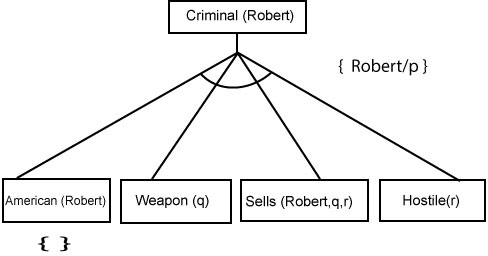 Criminal (Robert)
{ Robert/p }
American (Robert)
Weapon (q)
Sells (Robert,q,r)
Hostile(r)
{ }